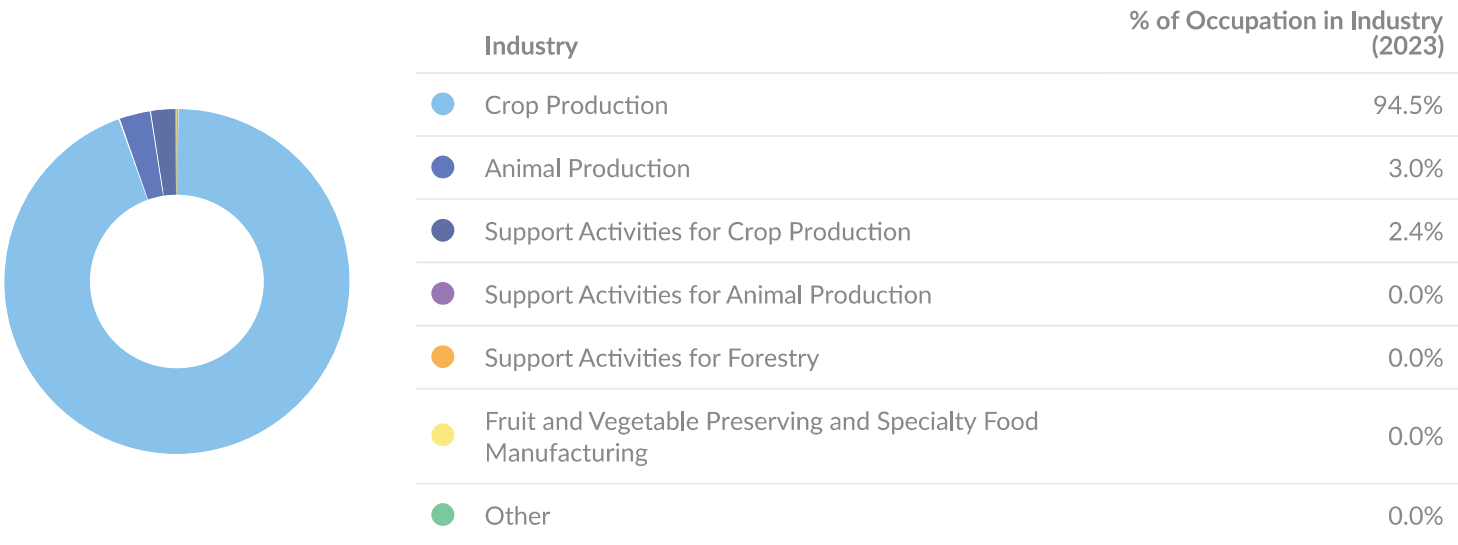 % of Occupation in Industry
(2023)
Industry
Crop Production 94.5%
Animal Production 3.0%
Support Activities for Crop Production 2.4%
Support Activities for Animal Production 0.0%
Support Activities for Forestry 0.0%
Fruit and Vegetable Preserving and Specialty Food
Manufacturing
0.0%
Other 0.0%